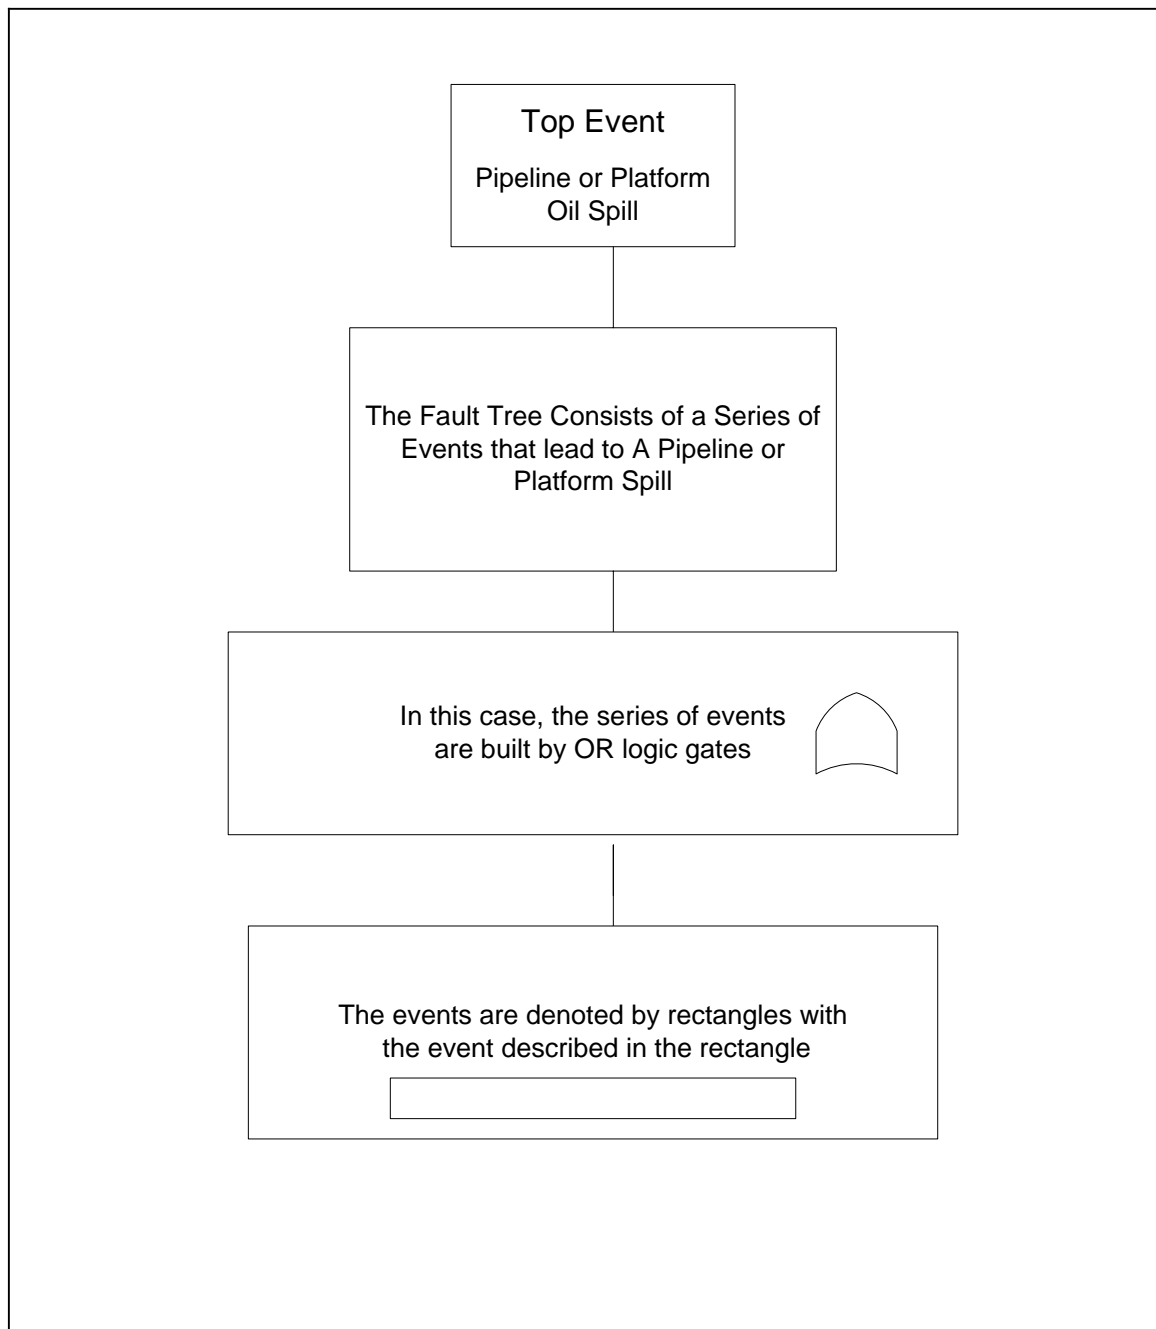 Top Event
Pipeline or Platform
Oil Spill
The Fault Tree Consists of a Series of
Events that lead to A Pipeline or
Platform Spill
In this case, the series of events
are built by OR logic gates
The events are denoted by rectangles with
the event described in the rectangle